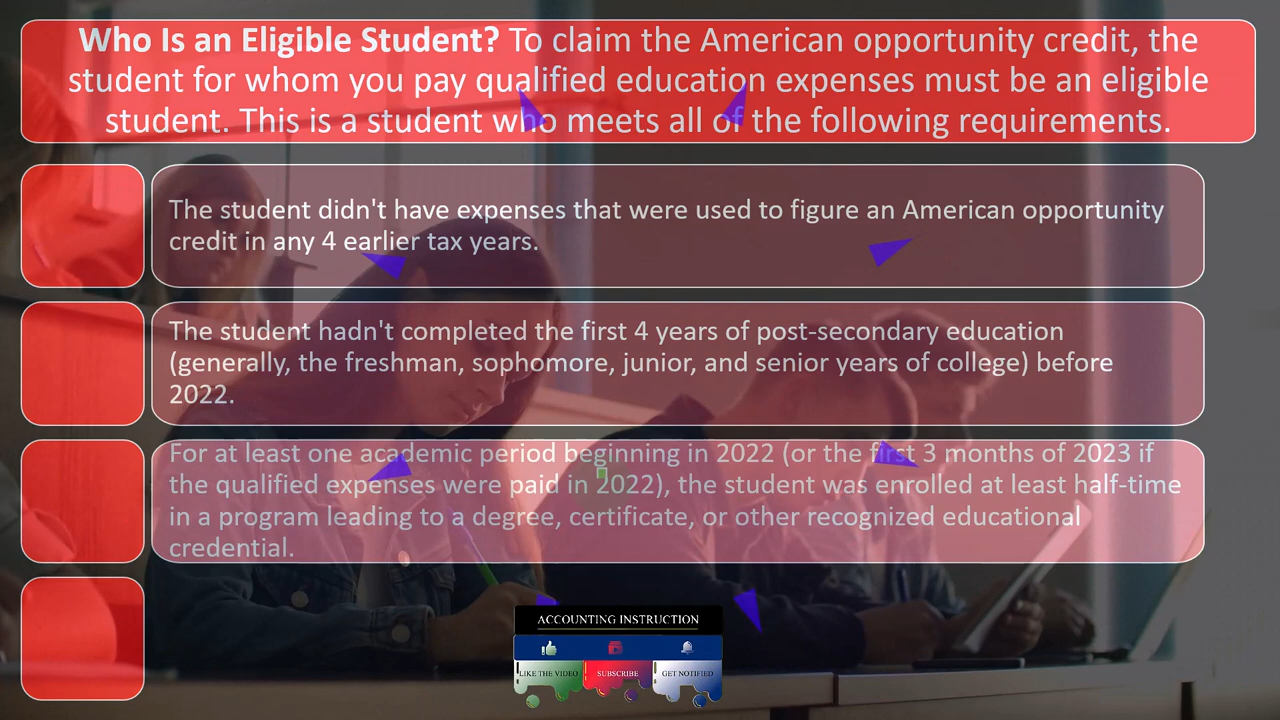 Who Is an Eligible Student? To claim the American opportunity credit, the
student for whom you pay qualified education expenses must be an eligible
student. This is a student who meets all of the following requirements.
The student didn't have expenses that were used to figure an American opportunity
credit in any 4 earlier tax years.
The student hadn't completed the first 4 years of post-secondary education
(generally, the freshman, sophomore, junior, and senior years of college) before
2022.
For at least one academic period beginning in 2022 (or the first 3 months of 2023 if
the qualified expenses were paid in 2022), the student was enrolled at least half-time
in a program leading to a degree, certificate, or other recognized educational
credential.
ACCOUNTING INSTRUCTION
LIKE THE VIDEO SUBSCRIBE GET NOTIFIED